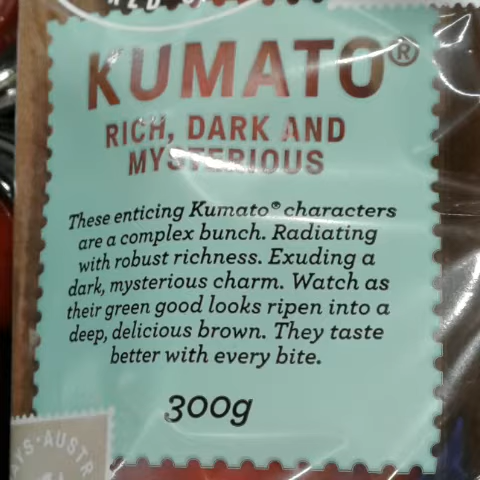 KUMATO®
RICH, DARK AND
MYSTERIOUS
These enticing Kumato® characters
are a complex bunch. Radiating
with robust richness. Exuding a
dark, mysterious charm. Watch as
their green good looks ripen into a
deep, delicious brown. They taste
better with every bite.
300g